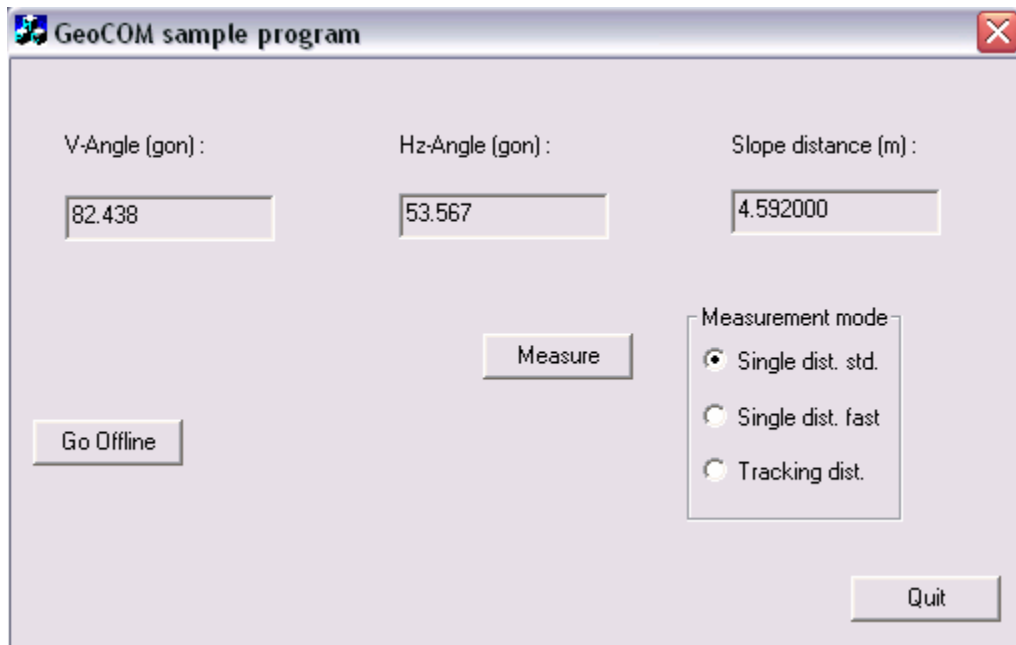 GeoCOM sample program
V-Angle (gon) :
Hz-Angle (gon) :
Slope distance (m) :
82.438
53.567
4.592000
Measurement mode
Measure
Single dist. std.
Single dist. fast
Go Offline
Tracking dist.
Quit